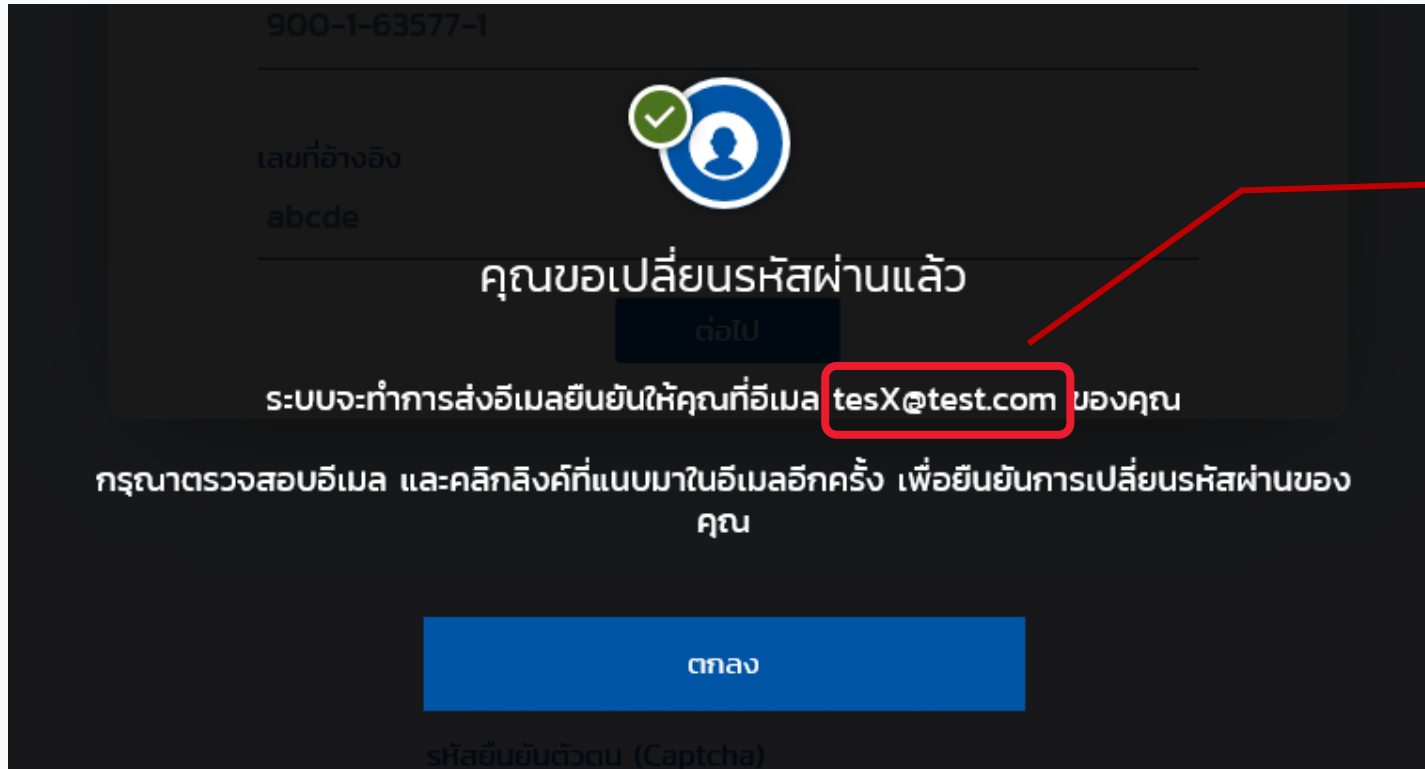 900-1-63577-1
เลขที่อ้างอิง
abcde
คุณขอเปลี่ยนรหัสผ่านแล้ว
ต่อไป
ระบบจะทำการส่งอีเมลยืนยันให้คุณที่อีเมล tesX@test.com ของคุณ
กรุณาตรวจสอบอีเมล และคลิกลิงค์ที่แนบมาในอีเมลอีกครั้ง เพื่อยืนยันการเปลี่ยนรหัสผ่านของ
คุณ
ตกลง
รหัสยืนยันตัวตน (Captcha)